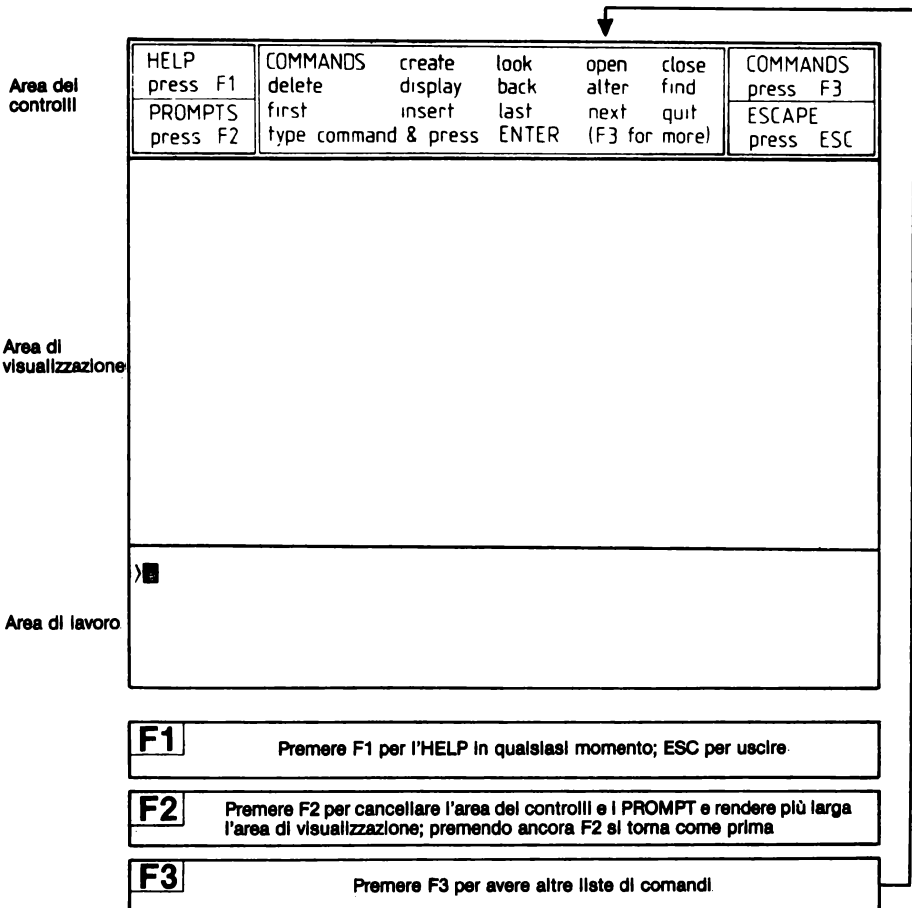 Area dei
controlli
HELP
press F1
PROMPTS
press F2
COMMANDS create look open close
delete display back alter find
first insert last next quit
type command & press ENTER (F3 for more)
COMMANDS
press F3
ESCAPE
press ESC
Area di
visualizzazione
>
Area di lavoro
F1 Premere F1 per l'HELP in qualsiasi momento; ESC per uscire
F2 Premere F2 per cancellare l'area dei controlli e i PROMPT e rendere più larga
l'area di visualizzazione; premendo ancora F2 si torna come prima
F3 Premere F3 per avere altre liste di comandi